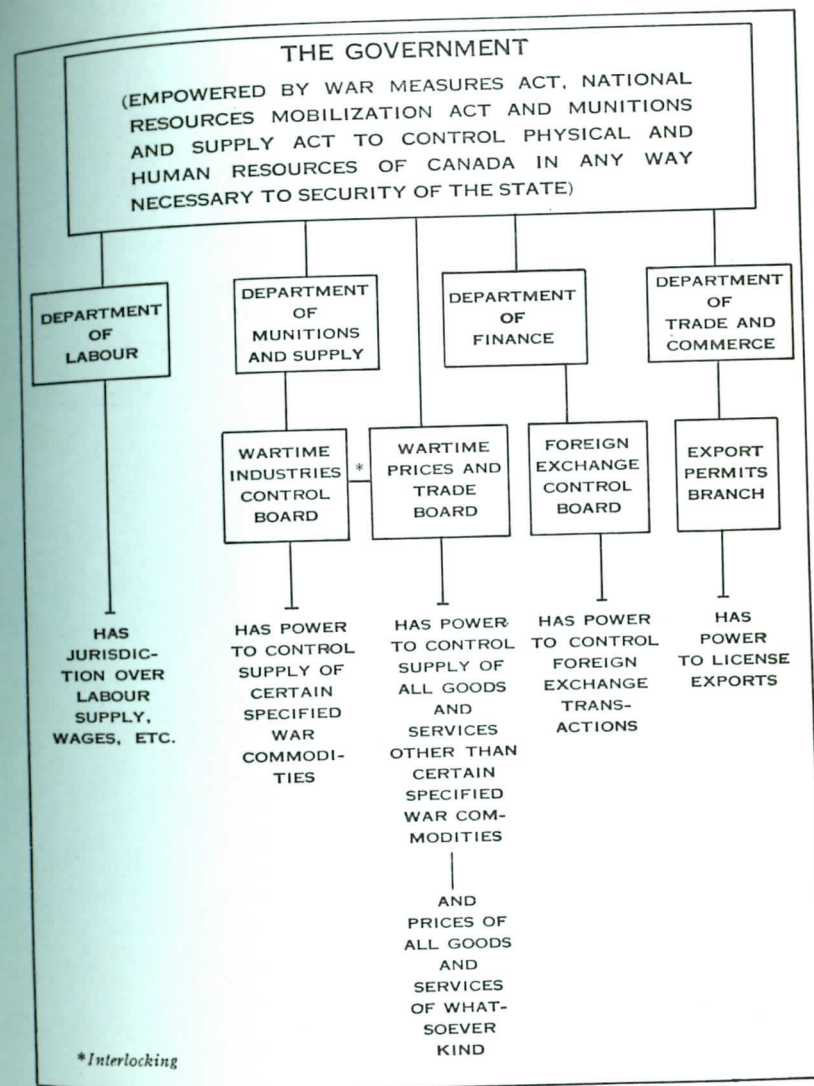 THE GOVERNMENT
(EMPOWERED BY WAR MEASURES ACT, NATIONAL
RESOURCES MOBILIZATION ACT AND MUNITIONS
AND SUPPLY ACT TO CONTROL PHYSICAL AND
HUMAN RESOURCES OF CANADA IN ANY WAY
NECESSARY TO SECURITY OF THE STATE)
DEPARTMENT
OF
LABOUR
DEPARTMENT
OF
MUNITIONS
AND SUPPLY
DEPARTMENT
OF
FINANCE
DEPARTMENT
OF
TRADE AND
COMMERCE
WARTIME
INDUSTRIES
CONTROL
BOARD
*
WARTIME
PRICES AND
TRADE
BOARD
FOREIGN
EXCHANGE
CONTROL
BOARD
EXPORT
PERMITS
BRANCH
HAS
JURISDIC-
TION OVER
LABOUR
SUPPLY,
WAGES, ETC.
HAS POWER
TO CONTROL
SUPPLY OF
CERTAIN
SPECIFIED
WAR
COMMODI-
TIES
HAS POWER
TO CONTROL
SUPPLY OF
ALL GOODS
AND
SERVICES
OTHER THAN
CERTAIN
SPECIFIED
WAR COM-
MODITIES
AND
PRICES OF
ALL GOODS
AND
SERVICES
OF WHAT-
SOEVER
KIND
HAS POWER
TO CONTROL
FOREIGN
EXCHANGE
TRANS-
ACTIONS
HAS
POWER
TO LICENSE
EXPORTS
*Interlocking